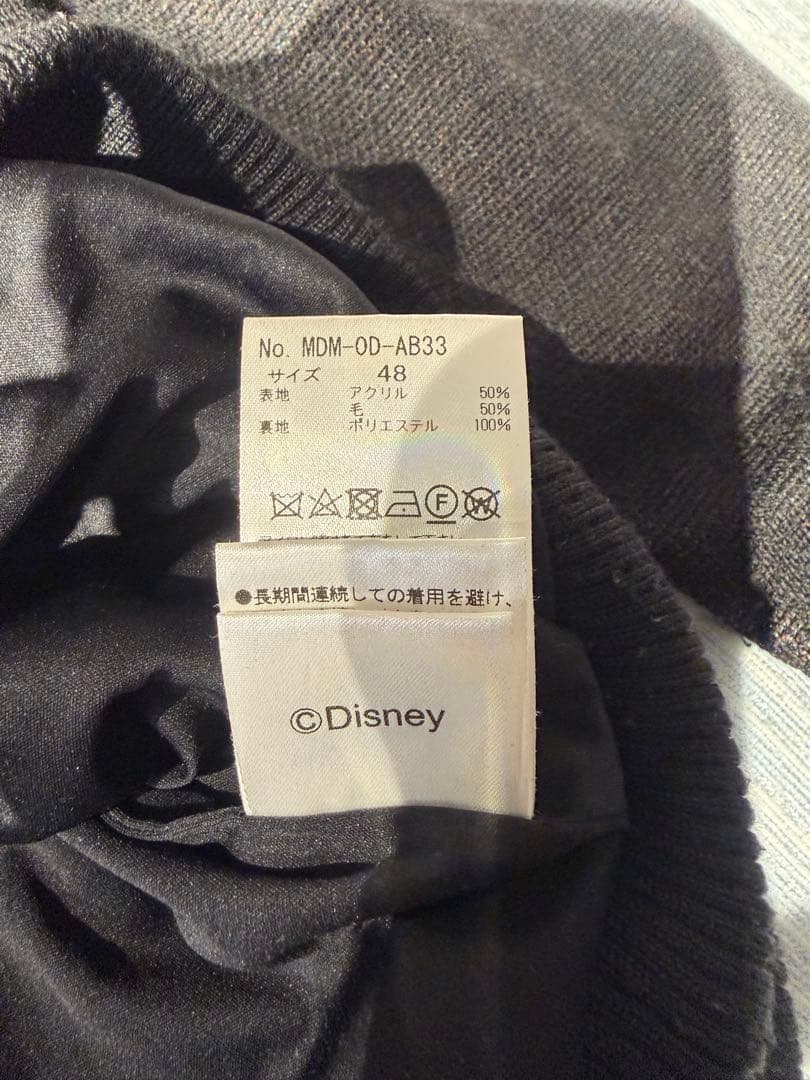 No. MDM-OD-AB33
サイズ 48
表地 アクリル 50%
毛 50%
裏地 ポリエステル 100%
F W
●長期間連続しての着用を避け、
©Disney